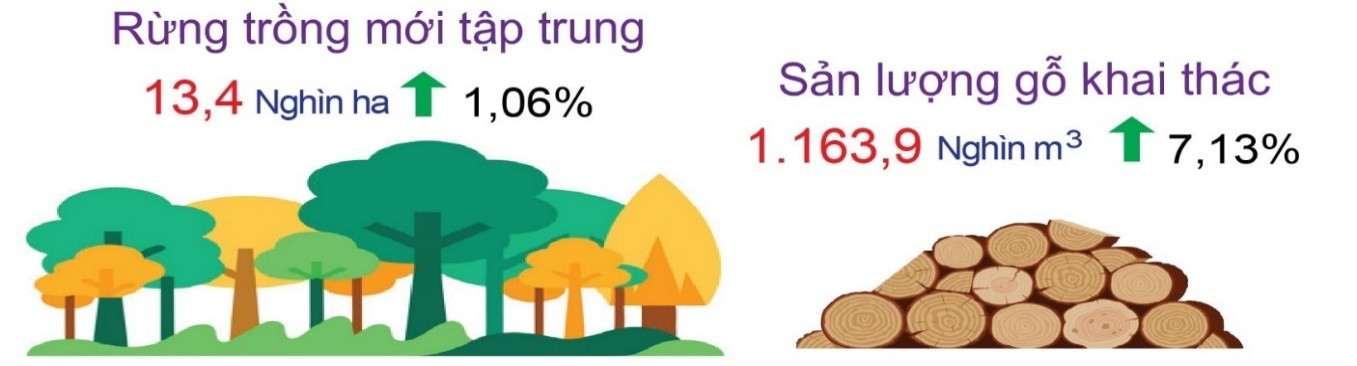 Rừng trồng mới tập trung
13,4 Nghìn ha 1,06%
Sản lượng gỗ khai thác
1.163,9 Nghìn m³ 7,13%